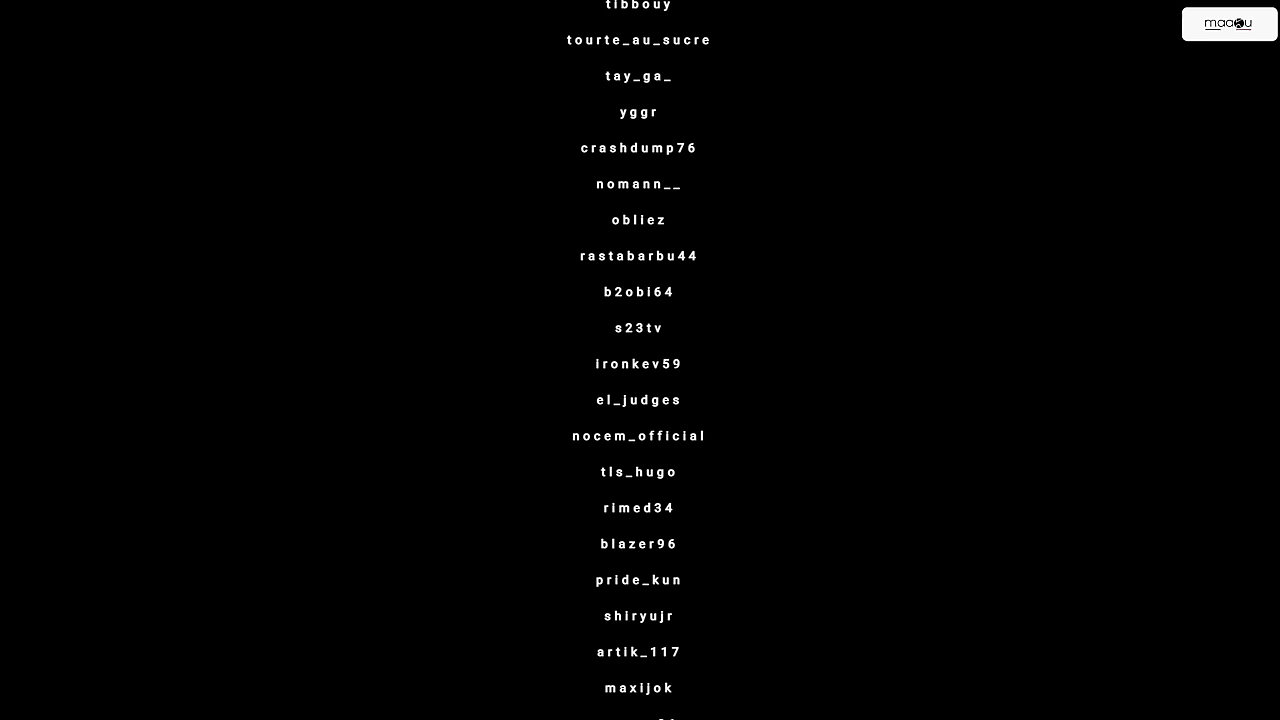 tibbouy
maaku
tourte_au_sucre
tay_ga_
yggr
crashdump76
nomann__
obliez
rastabarbu44
b2obi64
s23tv
ironkev59
el_judges
nocem_official
tls_hugo
rimed34
blazer96
pride_kun
shiryujr
artik_117
maxijok